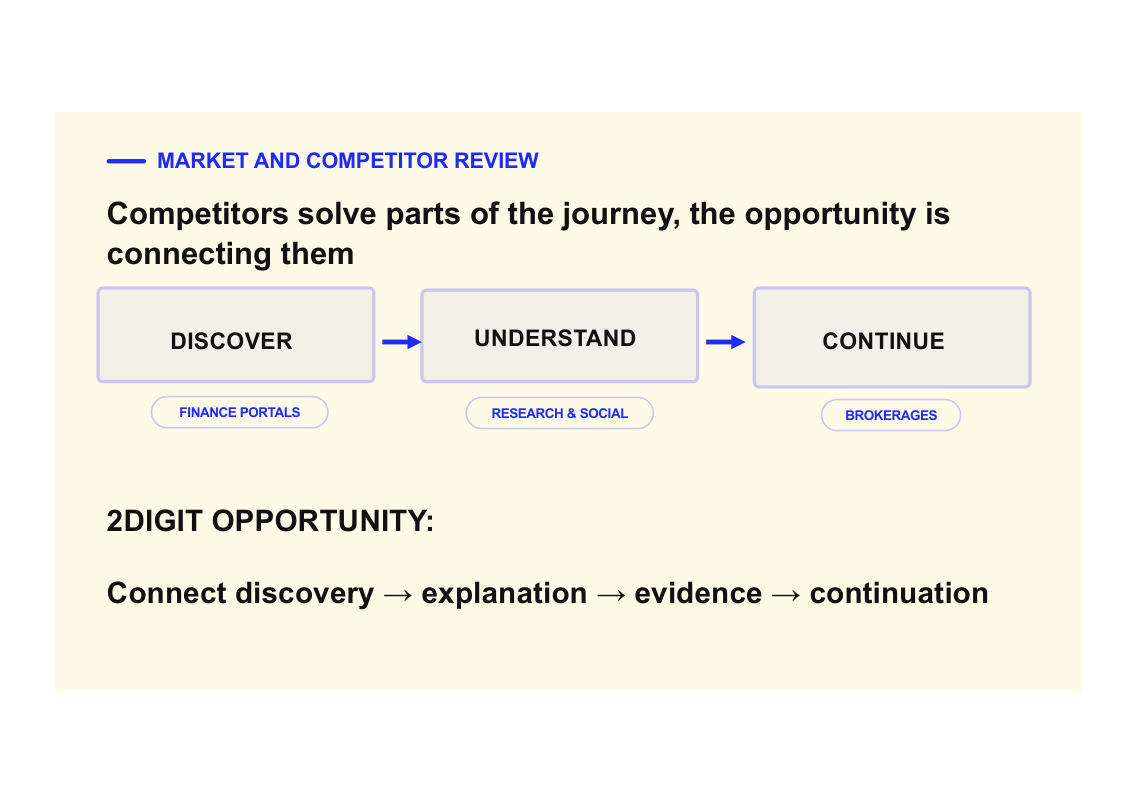 MARKET AND COMPETITOR REVIEW
Competitors solve parts of the journey, the opportunity is
connecting them
DISCOVER
UNDERSTAND
CONTINUE
FINANCE PORTALS
RESEARCH & SOCIAL
BROKERAGES
2DIGIT OPPORTUNITY:
Connect discovery → explanation → evidence → continuation